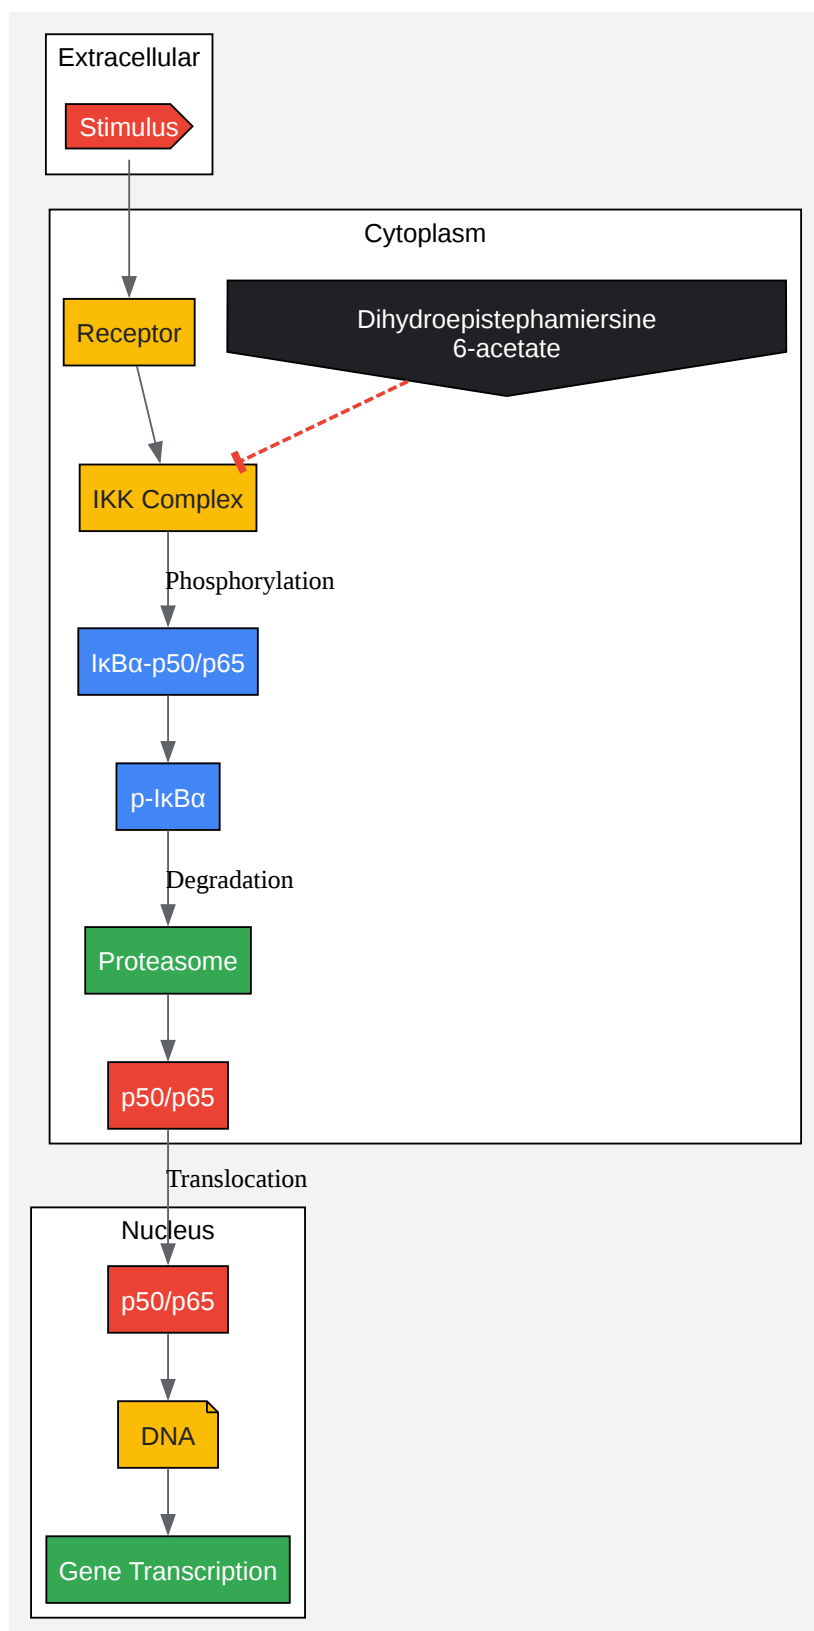 Extracellular
Stimulus
Cytoplasm
Dihydroepistephamiersine
6-acetate
Receptor
IKK Complex
Phosphorylation
IκBα-p50/p65
p-IκBα
Degradation
Proteasome
p50/p65
Translocation
Nucleus
p50/p65
DNA
Gene Transcription